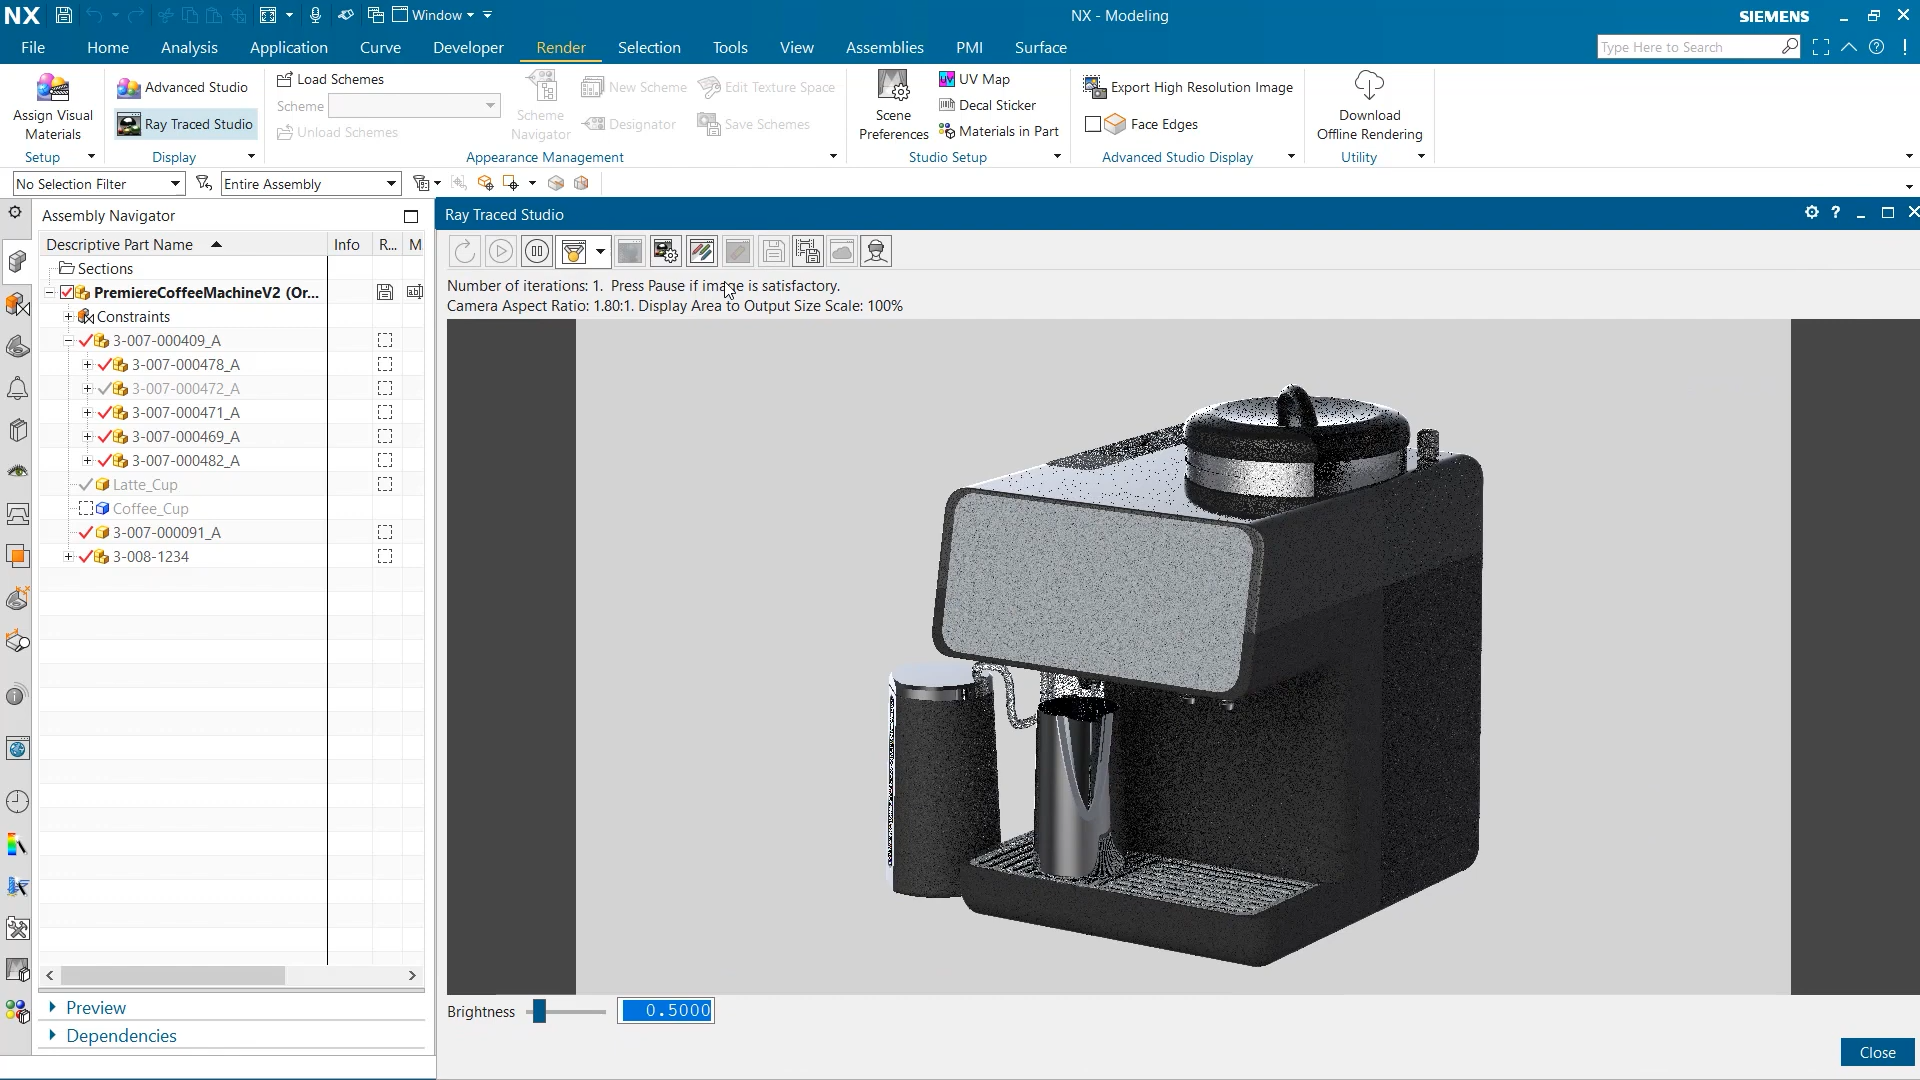 NX
Window
NX - Modeling
SIEMENS
File
Home
Analysis
Application
Curve
Developer
Render
Selection
Tools
View
Assemblies
PMI
Surface
Type Here to Search
Assign Visual
Materials
Setup
Advanced Studio
Ray Traced Studio
Display
Load Schemes
Scheme
Unload Schemes
Scheme
Navigator
New Scheme
Designator
Edit Texture Space
Save Schemes
Appearance Management
Scene
Preferences
UV Map
Decal Sticker
Materials in Part
Studio Setup
Export High Resolution Image
Face Edges
Advanced Studio Display
Download
Offline Rendering
Utility
No Selection Filter
Entire Assembly
Assembly Navigator
Descriptive Part Name
Info
R...
M
Sections
PremiereCoffeeMachineV2 (Or...
Constraints
3-007-000409_A
3-007-000478_A
3-007-000472_A
3-007-000471_A
3-007-000469_A
3-007-000482_A
Latte_Cup
Coffee_Cup
3-007-000091_A
3-008-1234
Preview
Dependencies
Ray Traced Studio
Number of iterations: 1. Press Pause if image is satisfactory.
Camera Aspect Ratio: 1.80:1. Display Area to Output Size Scale: 100%
Brightness
0.5000
Close